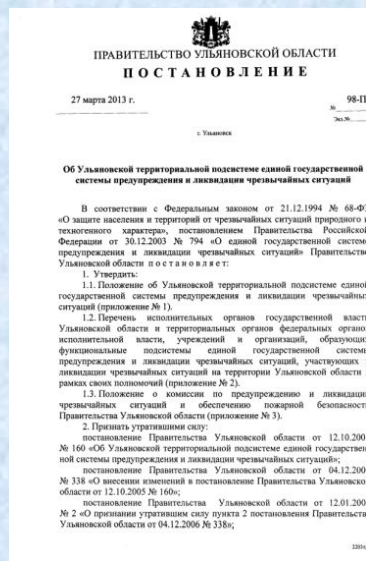 ПРАВИТЕЛЬСТВО УЛЬЯНОВСКОЙ ОБЛАСТИ
П О С Т А Н О В Л Е Н И Е
27 марта 2013 г.
98-П
№
Экз.№
г. Ульяновск
Об Ульяновской территориальной подсистеме единой государственной
системы предупреждения и ликвидации чрезвычайных ситуаций
В соответствии с Федеральным законом от 21.12.1994 № 68-ФЗ
«О защите населения и территорий от чрезвычайных ситуаций природного и
техногенного характера», постановлением Правительства Российской
Федерации от 30.12.2003 № 794 «О единой государственной системе
предупреждения и ликвидации чрезвычайных ситуаций» Правительство
Ульяновской области п о с т а н о в л я е т:
1. Утвердить:
1.1. Положение об Ульяновской территориальной подсистеме единой
государственной системы предупреждения и ликвидации чрезвычайных
ситуаций (приложение № 1).
1.2. Перечень исполнительных органов государственной власти
Ульяновской области и территориальных органов федеральных органов
исполнительной власти, учреждений и организаций, образующих
функциональные подсистемы единой государственной системы
предупреждения и ликвидации чрезвычайных ситуаций, участвующих
ликвидации чрезвычайных ситуаций на территории Ульяновской области
рамках своих полномочий (приложение № 2).
1.3. Положение о комиссии по предупреждению и ликвидации
чрезвычайных ситуаций и обеспечению пожарной безопасности
Правительства Ульяновской области (приложение № 3).
2. Признать утратившими силу:
постановление Правительства Ульяновской области от 12.10.200
№ 160 «Об Ульяновской территориальной подсистеме единой государствен
ной системы предупреждения и ликвидации чрезвычайных ситуаций»;
постановление Правительства Ульяновской области от 04.12.200
№ 338 «О внесении изменений в постановление Правительства Ульяновской
области от 12.10.2005 № 160»;
постановление Правительства Ульяновской области от 12.01.200
№ 2 «О признании утратившим силу пункта 2 постановления Правительства
Ульяновской области от 04.12.2006 № 338»;